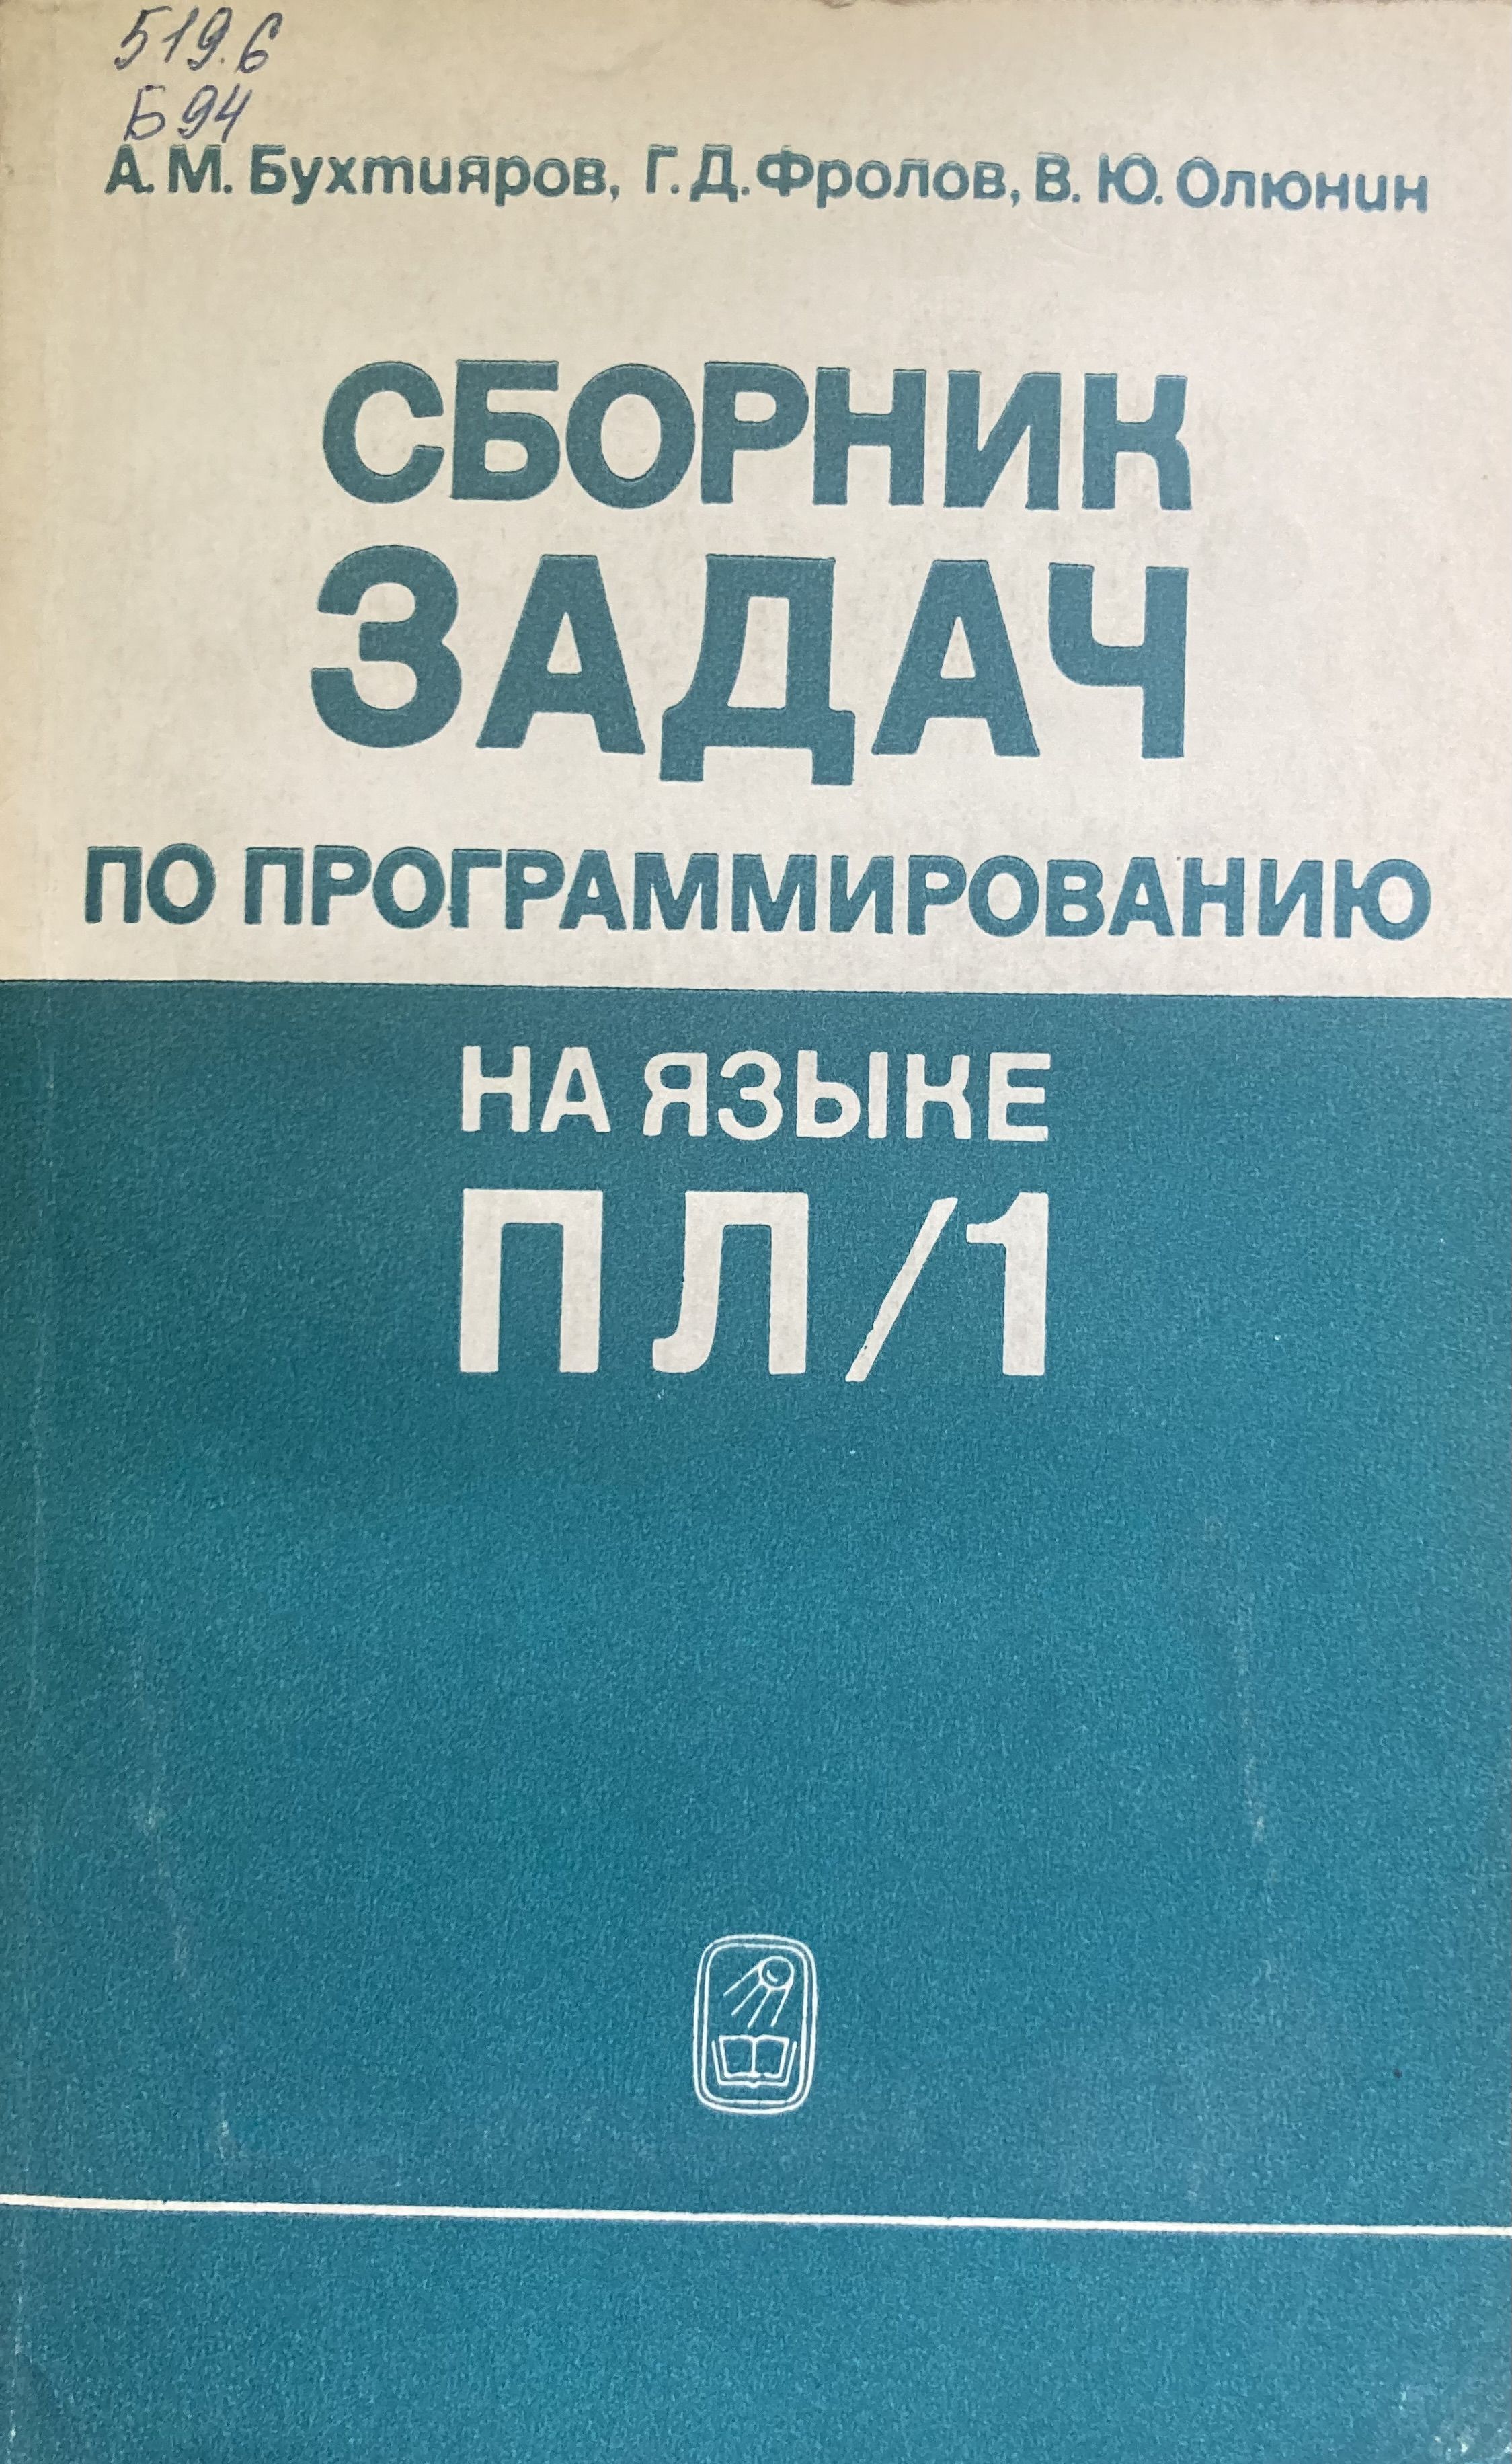 519.6
Б94
А. М. Бухтияров, Г. Д. Фролов, В. Ю. Олюнин
СБОРНИК
ЗАДАЧ
ПО ПРОГРАММИРОВАНИЮ
НА ЯЗЫКЕ
ПЛ/1